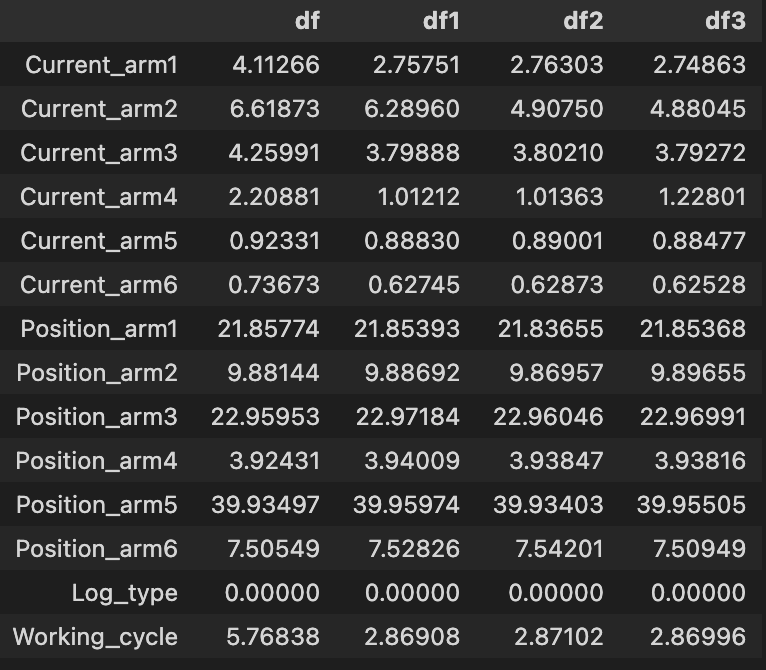 df df1 df2 df3
Current_arm1 4.11266 2.75751 2.76303 2.74863
Current_arm2 6.61873 6.28960 4.90750 4.88045
Current_arm3 4.25991 3.79888 3.80210 3.79272
Current_arm4 2.20881 1.01212 1.01363 1.22801
Current_arm5 0.92331 0.88830 0.89001 0.88477
Current_arm6 0.73673 0.62745 0.62873 0.62528
Position_arm1 21.85774 21.85393 21.83655 21.85368
Position_arm2 9.88144 9.88692 9.86957 9.89655
Position_arm3 22.95953 22.97184 22.96046 22.96991
Position_arm4 3.92431 3.94009 3.93847 3.93816
Position_arm5 39.93497 39.95974 39.93403 39.95505
Position_arm6 7.50549 7.52826 7.54201 7.50949
Log_type 0.00000 0.00000 0.00000 0.00000
Working_cycle 5.76838 2.86908 2.87102 2.86996